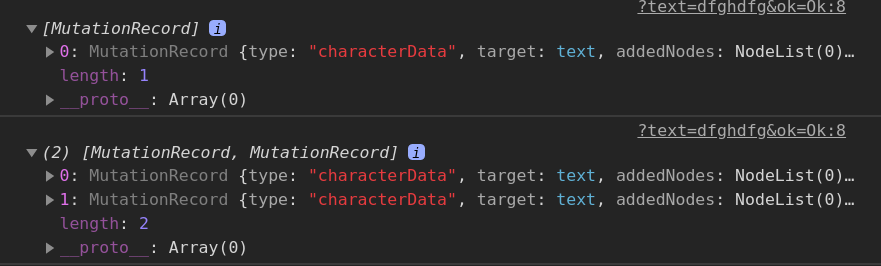 ?text=dfghdfg&ok=Ok:8
▼[MutationRecord] i
▶0: MutationRecord {type: "characterData", target: text, addedNodes: NodeList(0)…
length: 1
▶__proto__: Array(0)
?text=dfghdfg&ok=Ok:8
▼(2) [MutationRecord, MutationRecord] i
▶0: MutationRecord {type: "characterData", target: text, addedNodes: NodeList(0)…
▶1: MutationRecord {type: "characterData", target: text, addedNodes: NodeList(0)…
length: 2
▶__proto__: Array(0)